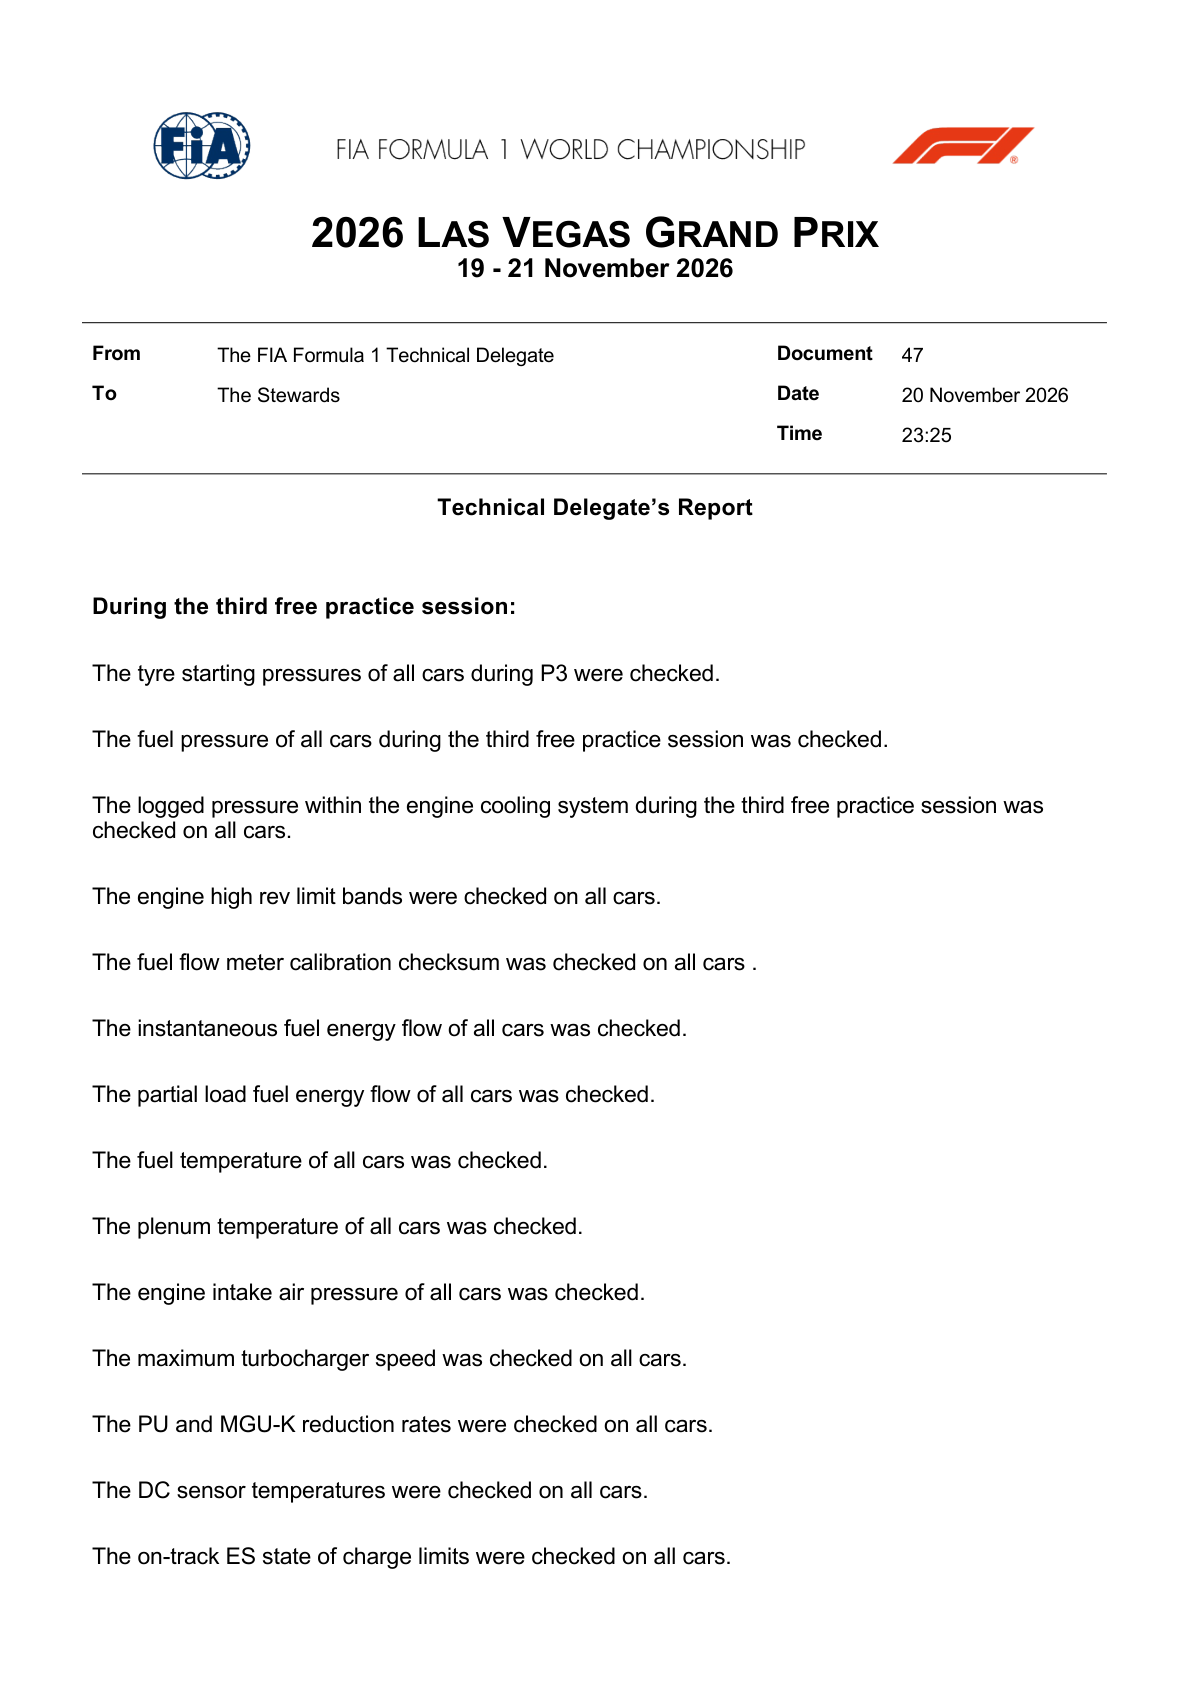 FIA
FIA FORMULA 1 WORLD CHAMPIONSHIP
F1®
2026 LAS VEGAS GRAND PRIX
19 - 21 November 2026
From The FIA Formula 1 Technical Delegate Document 47
To The Stewards Date 20 November 2026
Time 23:25
Technical Delegate’s Report
During the third free practice session:
The tyre starting pressures of all cars during P3 were checked.
The fuel pressure of all cars during the third free practice session was checked.
The logged pressure within the engine cooling system during the third free practice session was
checked on all cars.
The engine high rev limit bands were checked on all cars.
The fuel flow meter calibration checksum was checked on all cars .
The instantaneous fuel energy flow of all cars was checked.
The partial load fuel energy flow of all cars was checked.
The fuel temperature of all cars was checked.
The plenum temperature of all cars was checked.
The engine intake air pressure of all cars was checked.
The maximum turbocharger speed was checked on all cars.
The PU and MGU-K reduction rates were checked on all cars.
The DC sensor temperatures were checked on all cars.
The on-track ES state of charge limits were checked on all cars.